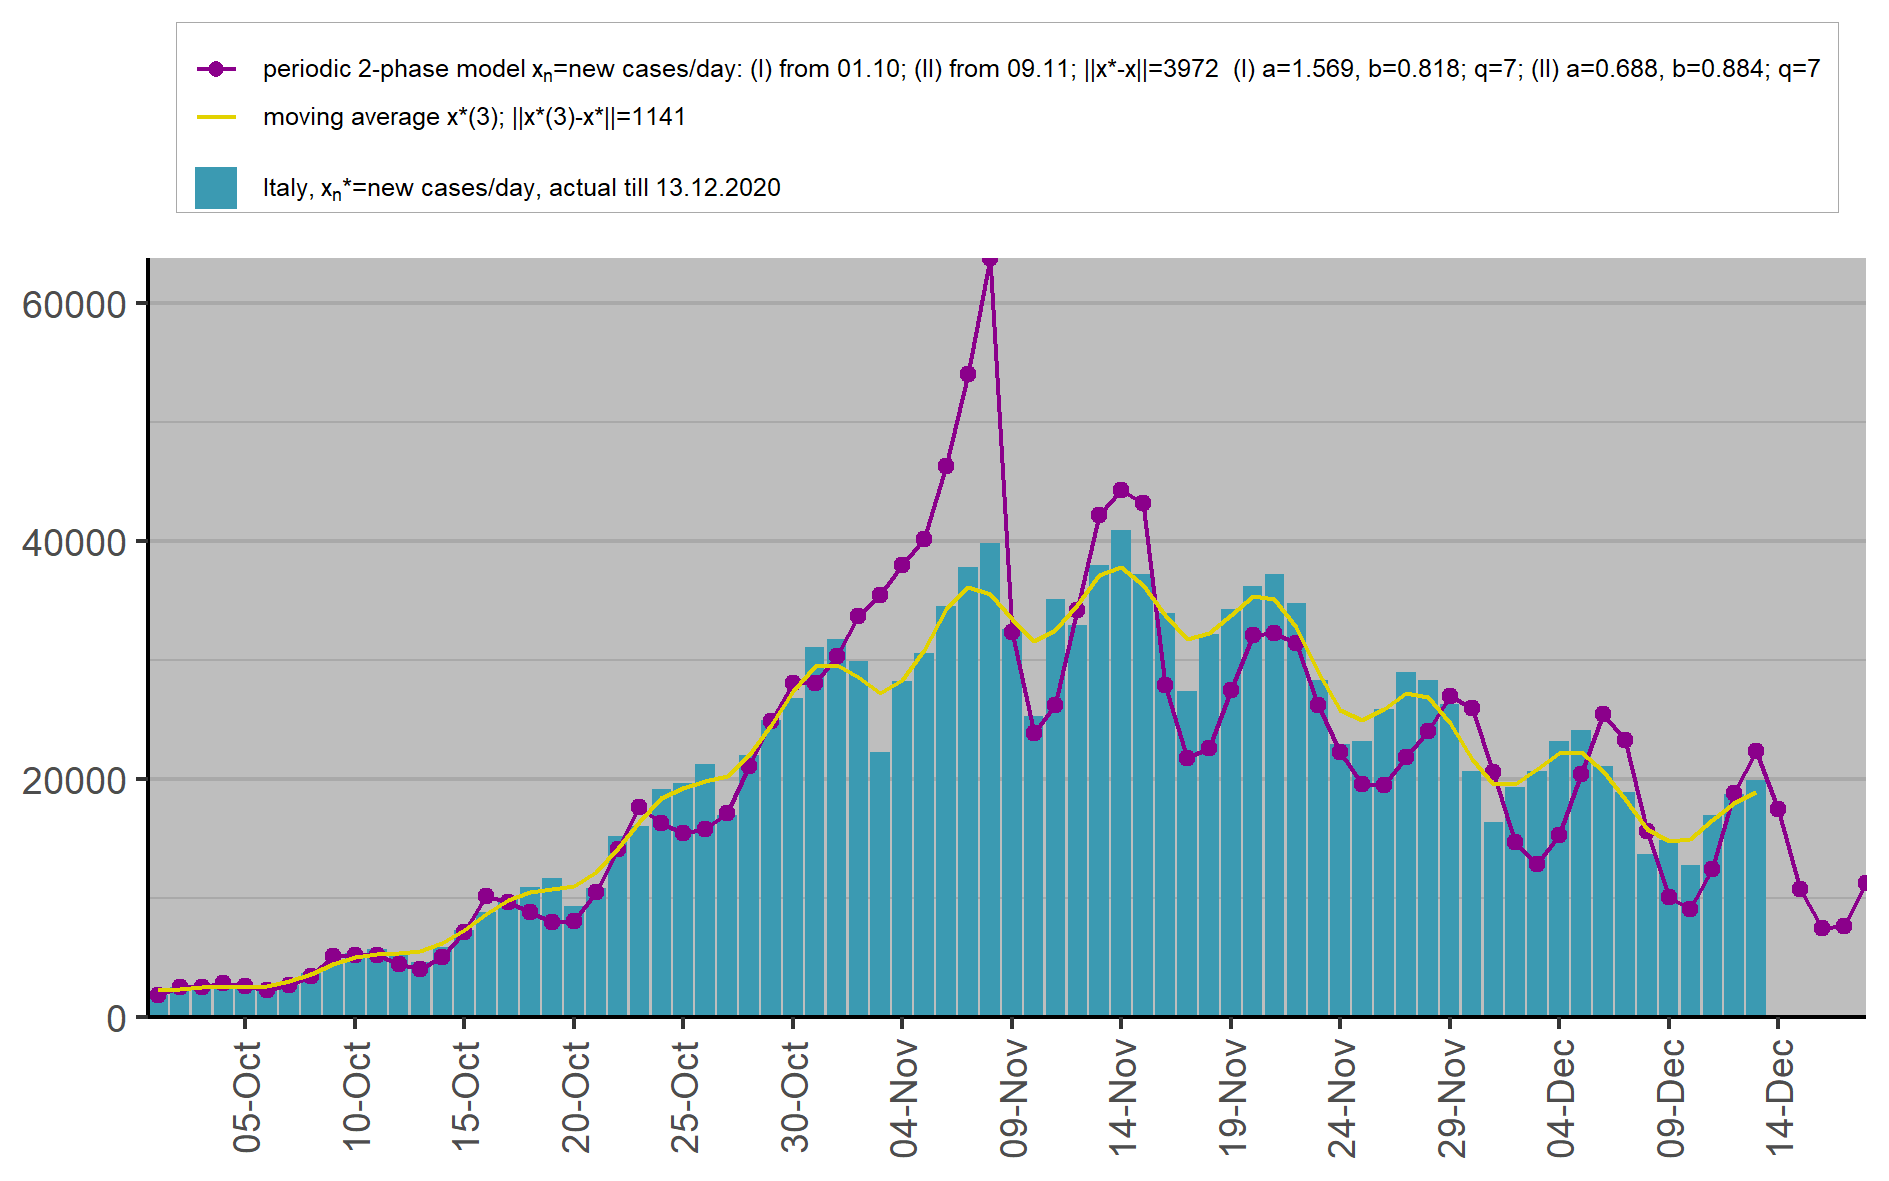 periodic 2-phase model xn=new cases/day: (I) from 01.10; (II) from 09.11; ||x*-x||=3972  (I) a=1.569, b=0.818; q=7; (II) a=0.688, b=0.884; q=7
moving average x*(3); ||x*(3)-x*||=1141
Italy, xn*=new cases/day, actual till 13.12.2020
60000
40000
20000
0
05-Oct
10-Oct
15-Oct
20-Oct
25-Oct
30-Oct
04-Nov
09-Nov
14-Nov
19-Nov
24-Nov
29-Nov
04-Dec
09-Dec
14-Dec